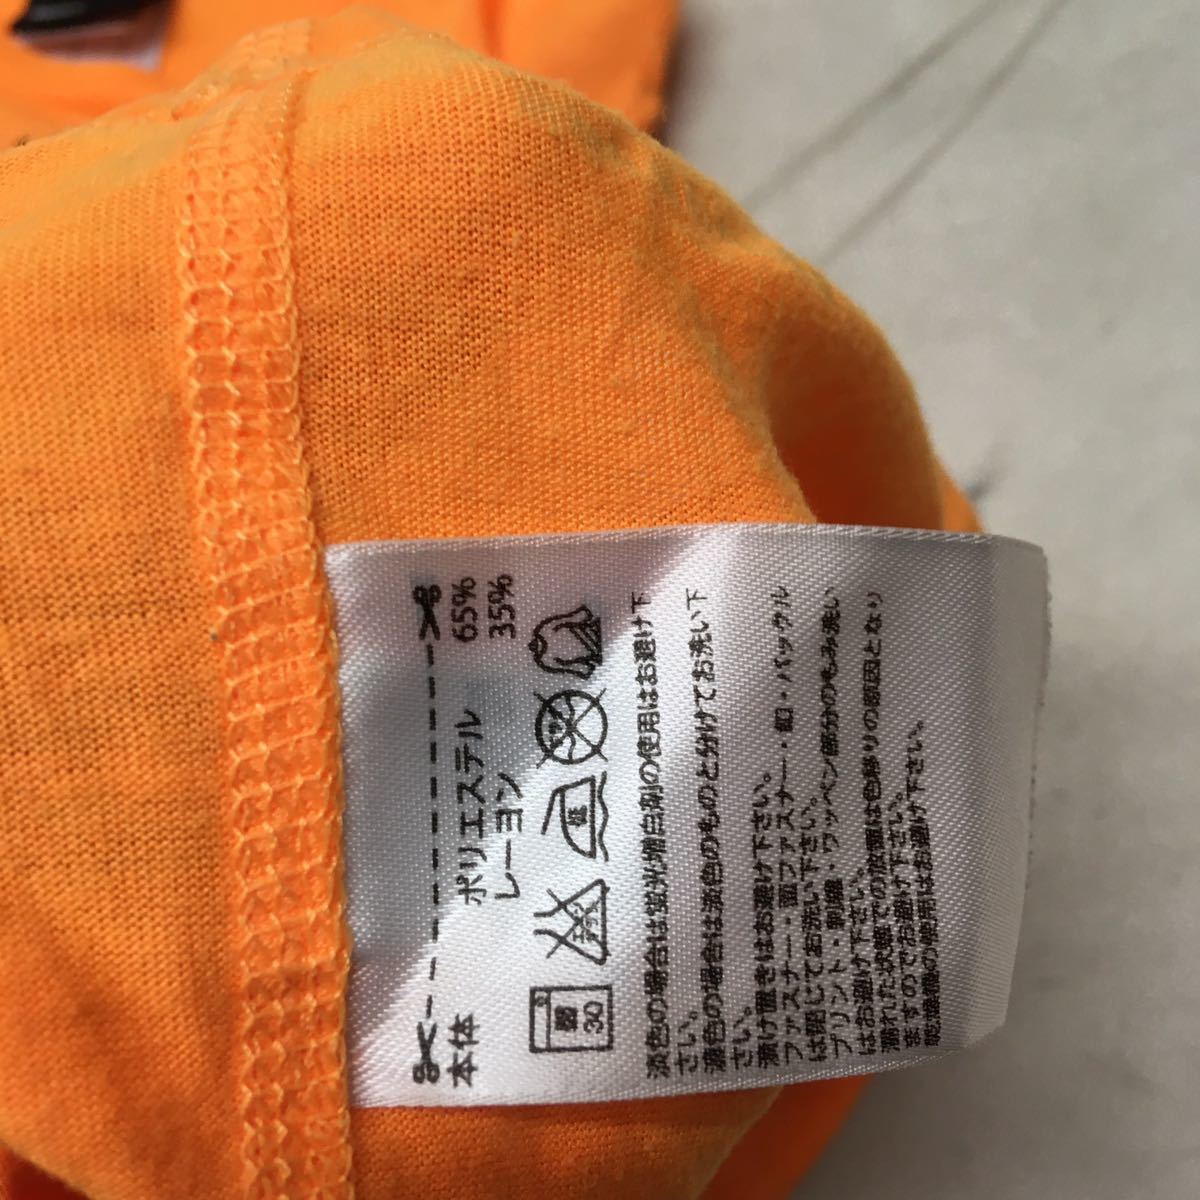 本体 ポリエステル 65%
レーヨン 35%
弱
30
淡色の場合は蛍光増白剤の使用はお避け下
さい。
濃色の場合は淡色のものと分けてお洗い下
さい。
漬け置きはお避け下さい。
ファスナー・面ファスナー・釦・バックル
は閉じてお洗い下さい。
プリント・刺繍・ワッペン部分のもみ洗い
はお避け下さい。
濡れた状態での放置は色移りの原因となり
ますのでお避け下さい。
乾燥機の使用はお避け下さい。